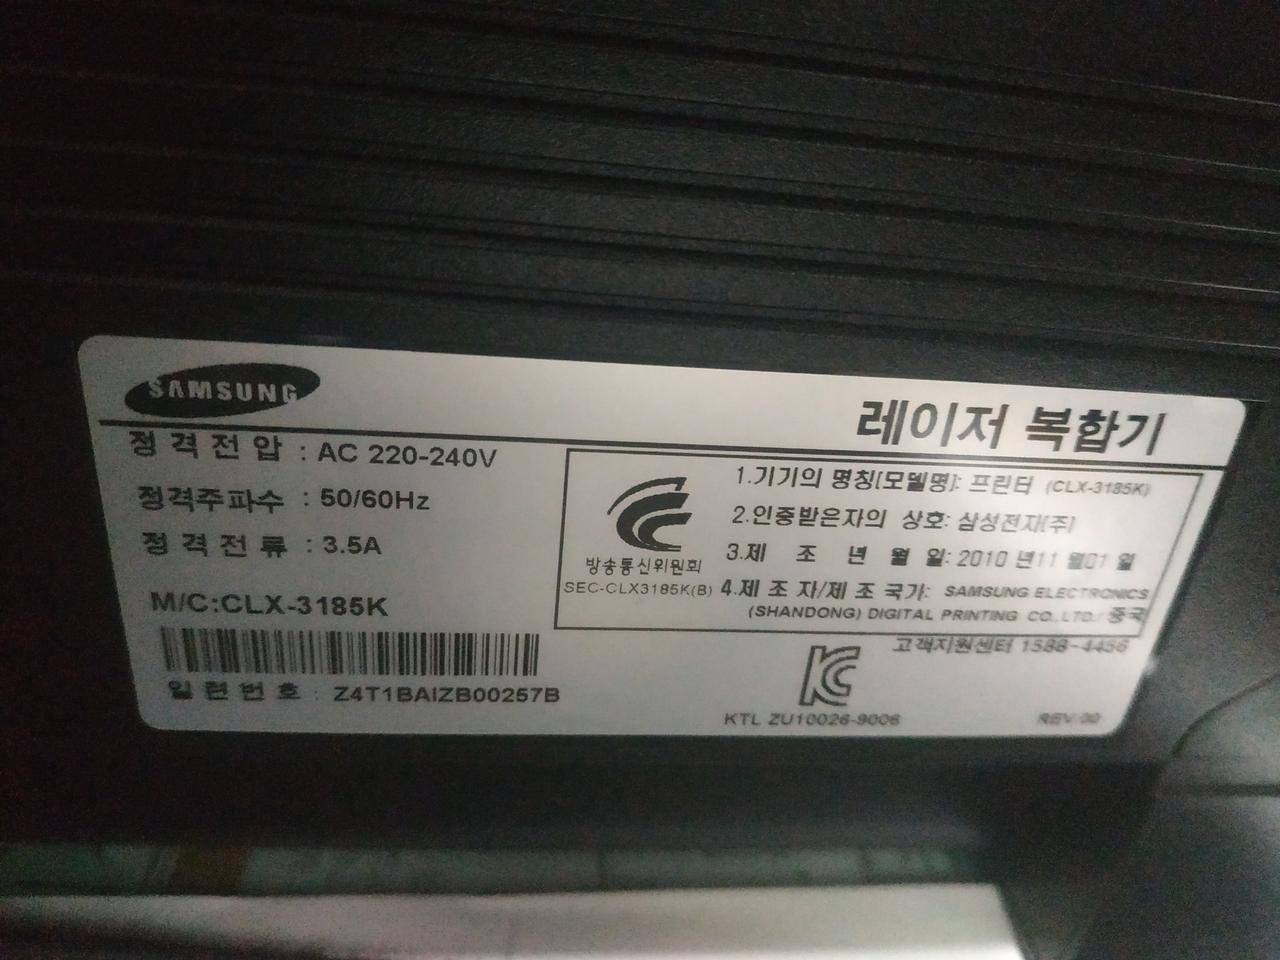 SAMSUNG
레이저 복합기
정격전압 : AC 220-240V
정격주파수 : 50/60Hz
정격전류 : 3.5A
M/C:CLX-3185K
일련번호 : Z4T1BAIZB00257B
방송통신위원회
SEC-CLX3185K(B)
1.기기의 명칭(모델명): 프린터 (CLX-3185K)
2.인증받은자의 상호: 삼성전자(주)
3.제 조 년 월 일: 2010 년11 월01 일
4.제 조 자/제 조 국가: SAMSUNG ELECTRONICS
(SHANDONG) DIGITAL PRINTING CO.,LTD./ 중국
고객지원센터 1588-4456
KC
KTL ZU10026-9006
REV.00